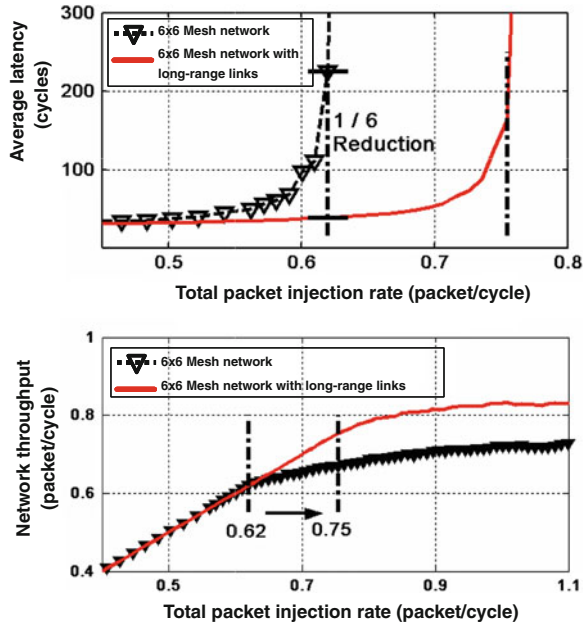 300
200
100
Average latency
(cycles)
6x6 Mesh network
6x6 Mesh network with
long-range links
1 / 6
Reduction
0.5
0.6
0.7
0.8
Total packet injection rate (packet/cycle)
1
0.8
0.6
0.4
Network throughput
(packet/cycle)
6x6 Mesh network
6x6 Mesh network with long-range links
0.62
0.75
0.5
0.7
0.9
1.1
Total packet injection rate (packet/cycle)